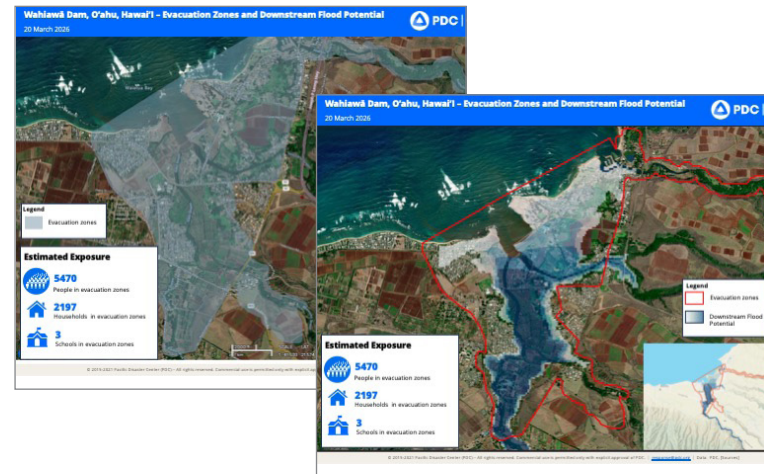 Wahiawā Dam, O‘ahu, Hawai‘i – Evacuation Zones and Downstream Flood Potential
20 March 2026
PDC
Legend
Evacuation zones
Estimated Exposure
5470
People in evacuation zones
2197
Households in evacuation zones
3
Schools in evacuation zones
Wahiawā Dam, O‘ahu, Hawai‘i – Evacuation Zones and Downstream Flood Potential
20 March 2026
PDC
Legend
Evacuation zones
Downstream Flood
Potential
Estimated Exposure
5470
People in evacuation zones
2197
Households in evacuation zones
3
Schools in evacuation zones